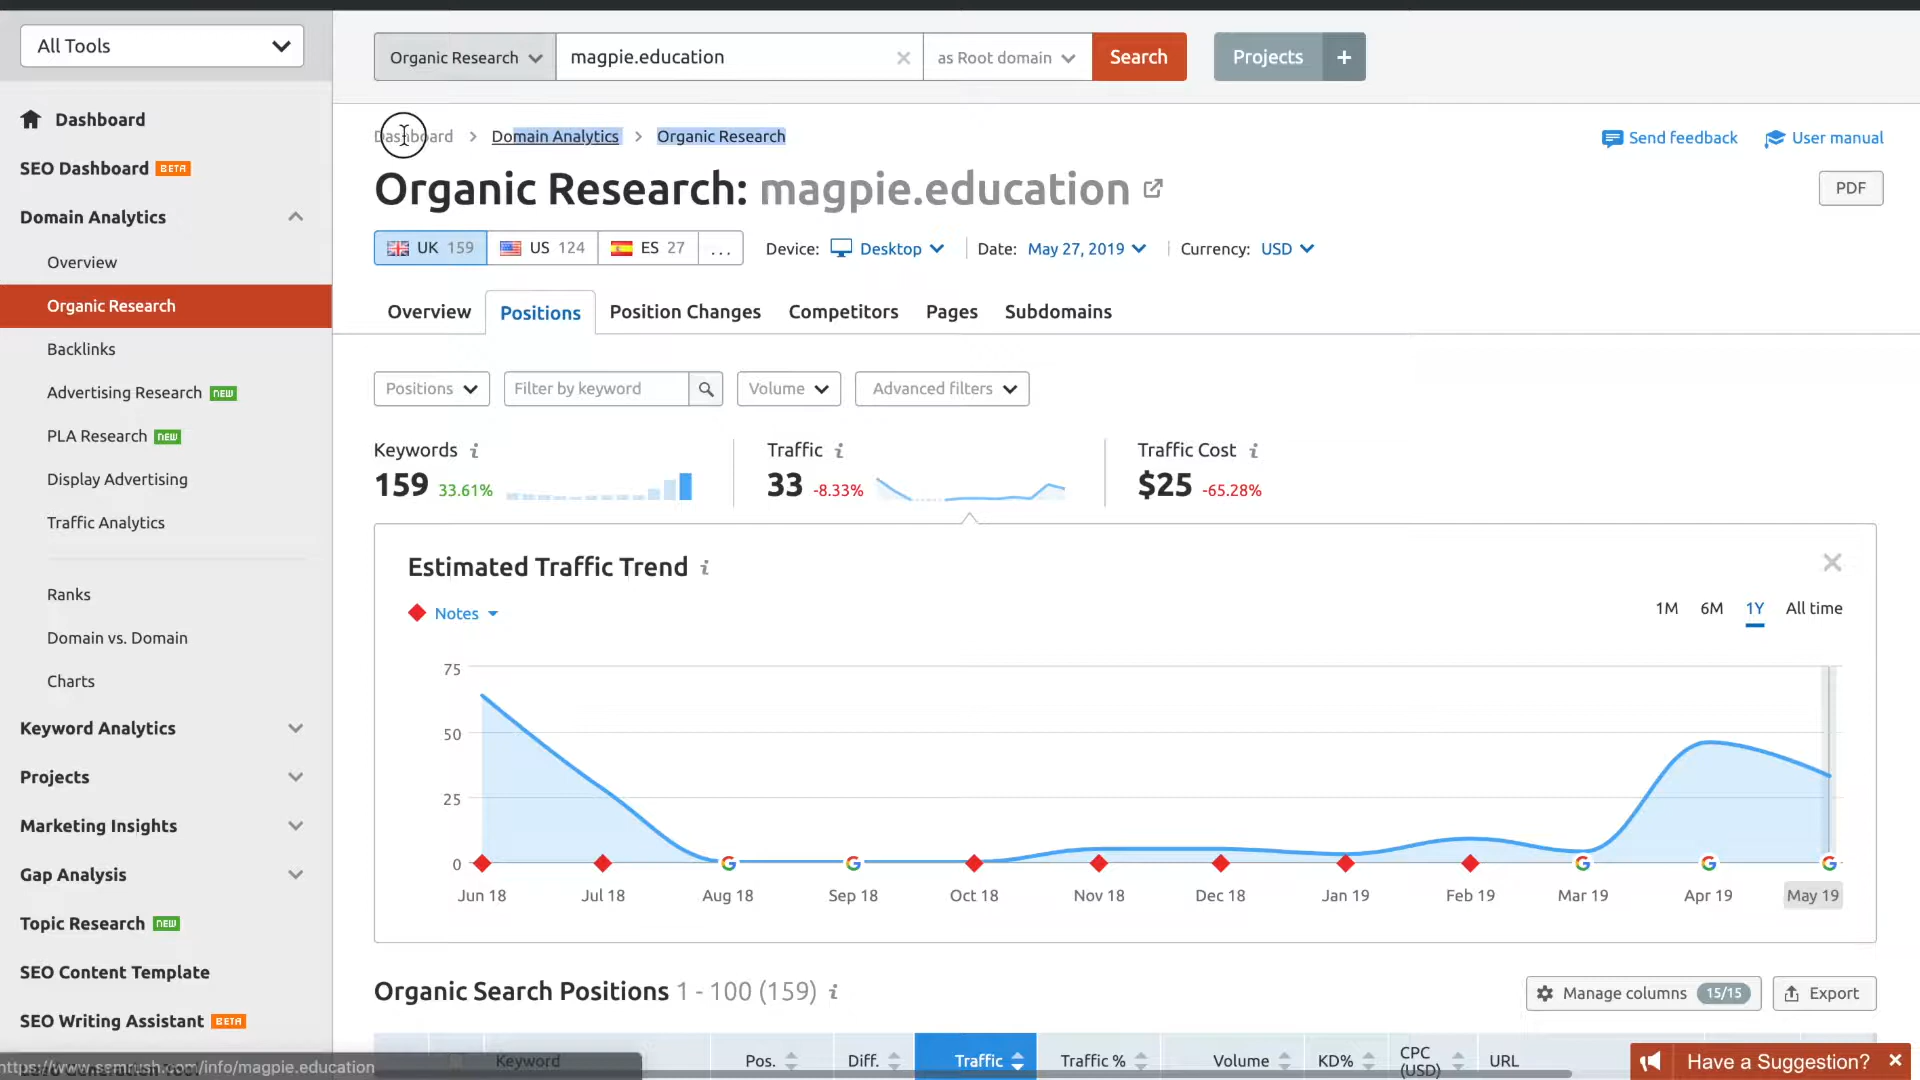 All Tools
Organic Research
magpie.education
as Root domain
Search
Projects +
Dashboard
SEO Dashboard BETA
Domain Analytics
Overview
Organic Research
Backlinks
Advertising Research NEW
PLA Research NEW
Display Advertising
Traffic Analytics
Ranks
Domain vs. Domain
Charts
Keyword Analytics
Projects
Marketing Insights
Gap Analysis
Topic Research NEW
SEO Content Template
SEO Writing Assistant BETA
https://www.semrush.com/info/magpie.education
Dashboard > Domain Analytics > Organic Research
Send feedback
User manual
Organic Research: magpie.education
PDF
UK 159
US 124
ES 27
...
Device: Desktop
Date: May 27, 2019
Currency: USD
Overview
Positions
Position Changes
Competitors
Pages
Subdomains
Positions
Filter by keyword
Volume
Advanced filters
Keywords i
159 33.61%
Traffic i
33 -8.33%
Traffic Cost i
$25 -65.28%
Estimated Traffic Trend i
Notes
1M 6M 1Y All time
75
50
25
0
Jun 18 Jul 18 Aug 18 Sep 18 Oct 18 Nov 18 Dec 18 Jan 19 Feb 19 Mar 19 Apr 19 May 19
Organic Search Positions 1 - 100 (159) i
Manage columns 15/15
Export
Keyword
Pos.
Diff.
Traffic
Traffic %
Volume
KD%
CPC
(USD)
URL
Have a Suggestion?